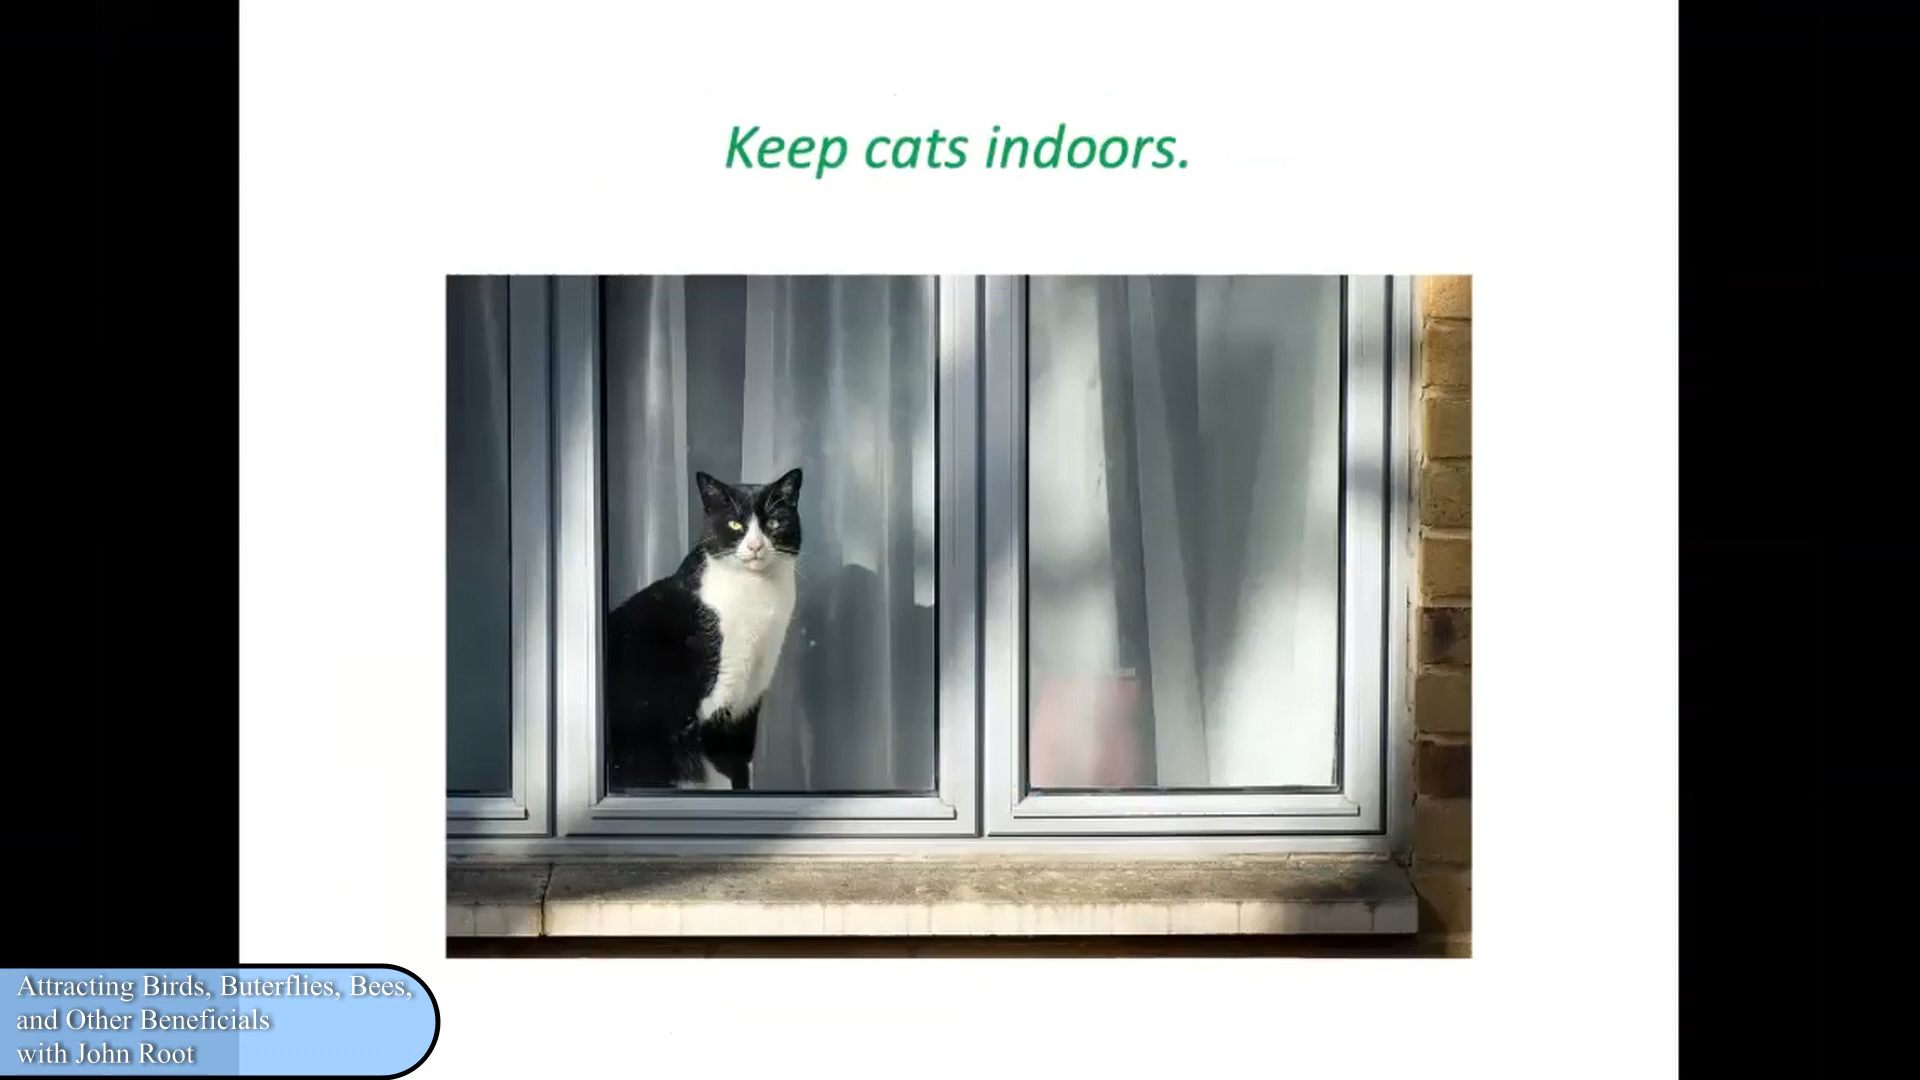 Keep cats indoors.
Attracting Birds, Buterflies, Bees,
and Other Beneficials
with John Root